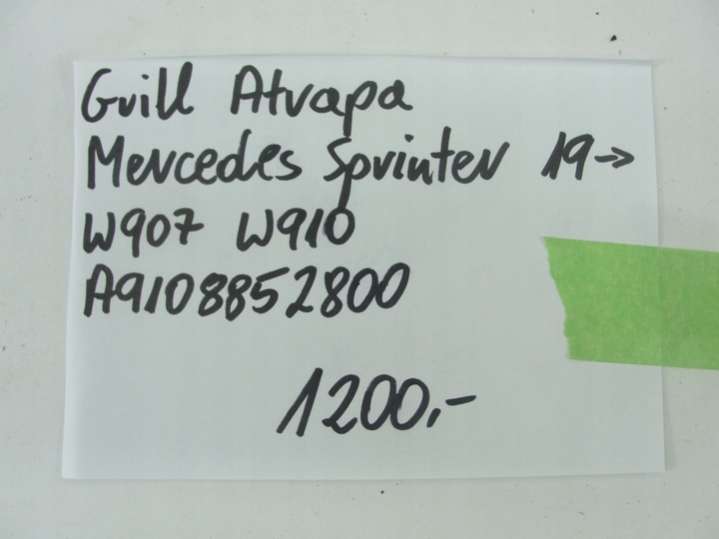 Grill Atrapa
Mercedes Sprinter 19→
W907 W910
A9108852800
1200,-